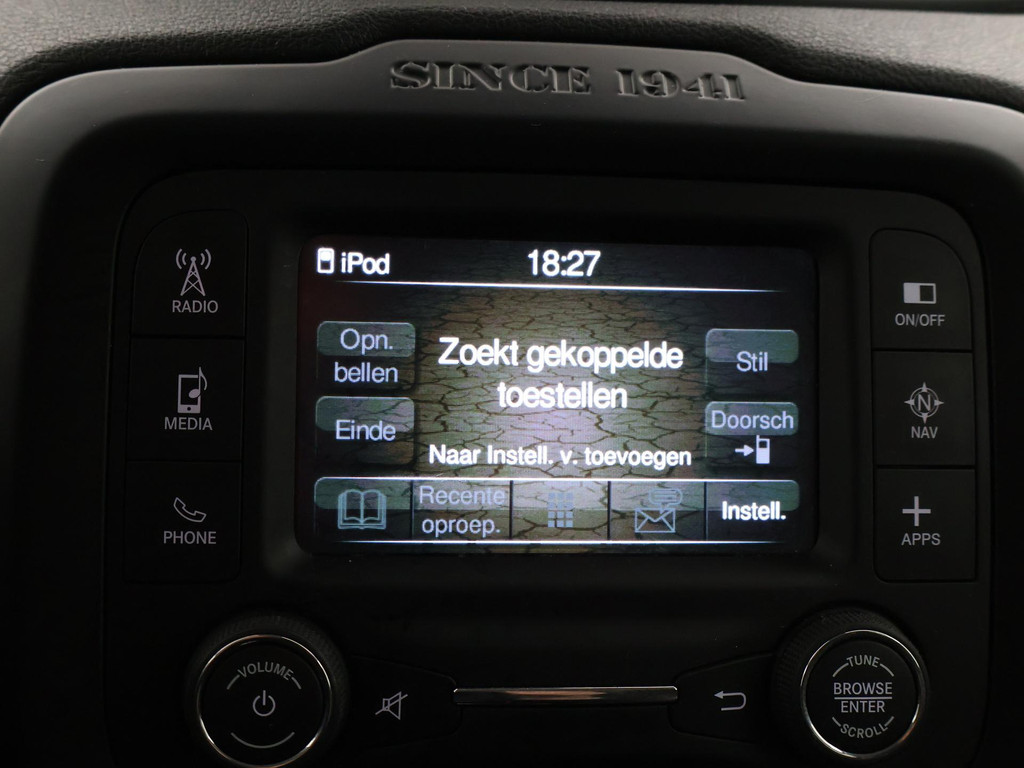 SINCE 1941
iPod 18:27
RADIO
MEDIA
PHONE
Opn.
bellen
Einde
Zoekt gekoppelde
toestellen
Naar Instell. v. toevoegen
Stil
Doorsch
Recente
oproep.
Instell.
ON/OFF
N
NAV
APPS
VOLUME
TUNE
BROWSE
ENTER
SCROLL